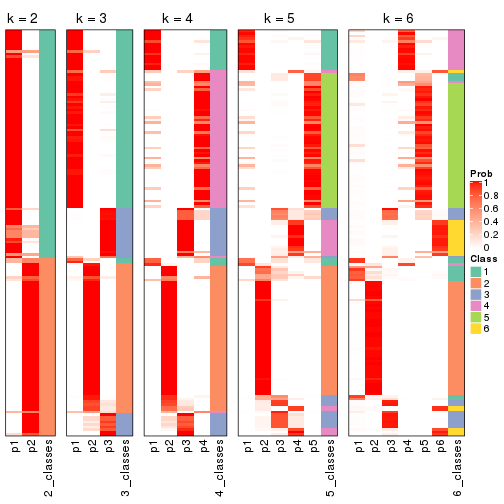 k = 2
k = 3
k = 4
k = 5
k = 6
Prob
1
0.8
0.6
0.4
0.2
0
Class
1
2
3
4
5
6
p1
p2
2_classes
p1
p2
p3
3_classes
p1
p2
p3
p4
4_classes
p1
p2
p3
p4
p5
5_classes
p1
p2
p3
p4
p5
p6
6_classes